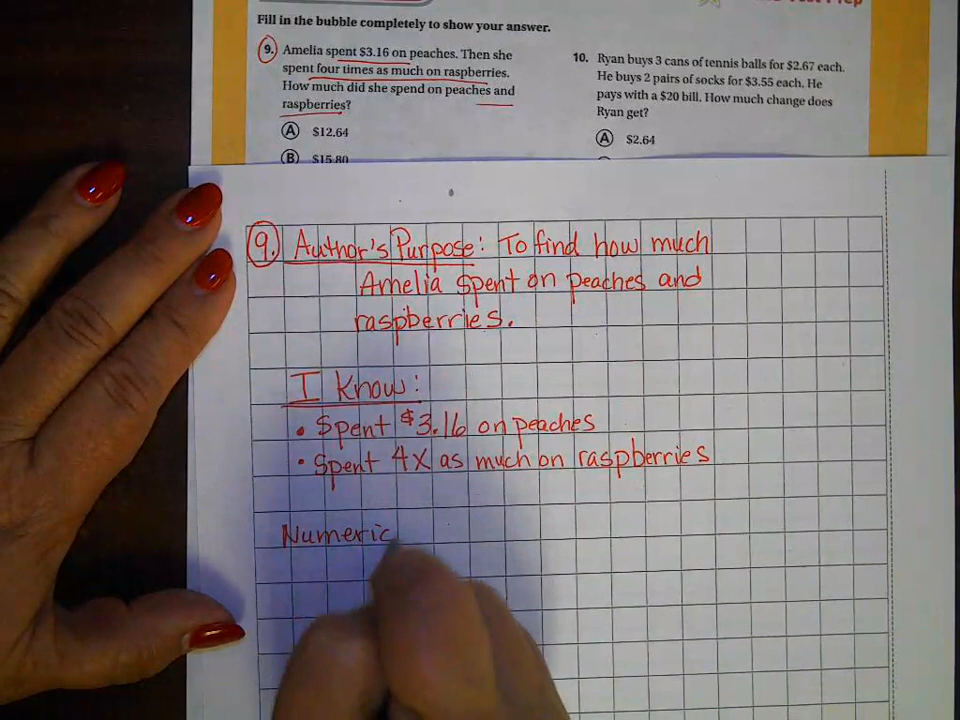 Fill in the bubble completely to show your answer.
9. Amelia spent $3.16 on peaches. Then she
spent four times as much on raspberries.
How much did she spend on peaches and
raspberries?
A $12.64
B $15.80
10. Ryan buys 3 cans of tennis balls for $2.67 each.
He buys 2 pairs of socks for $3.55 each. He
pays with a $20 bill. How much change does
Ryan get?
A $2.64
9. Author's Purpose: To find how much
Amelia spent on peaches and
raspberries.
I Know:
• Spent $3.16 on peaches
• Spent 4X as much on raspberries
Numeric